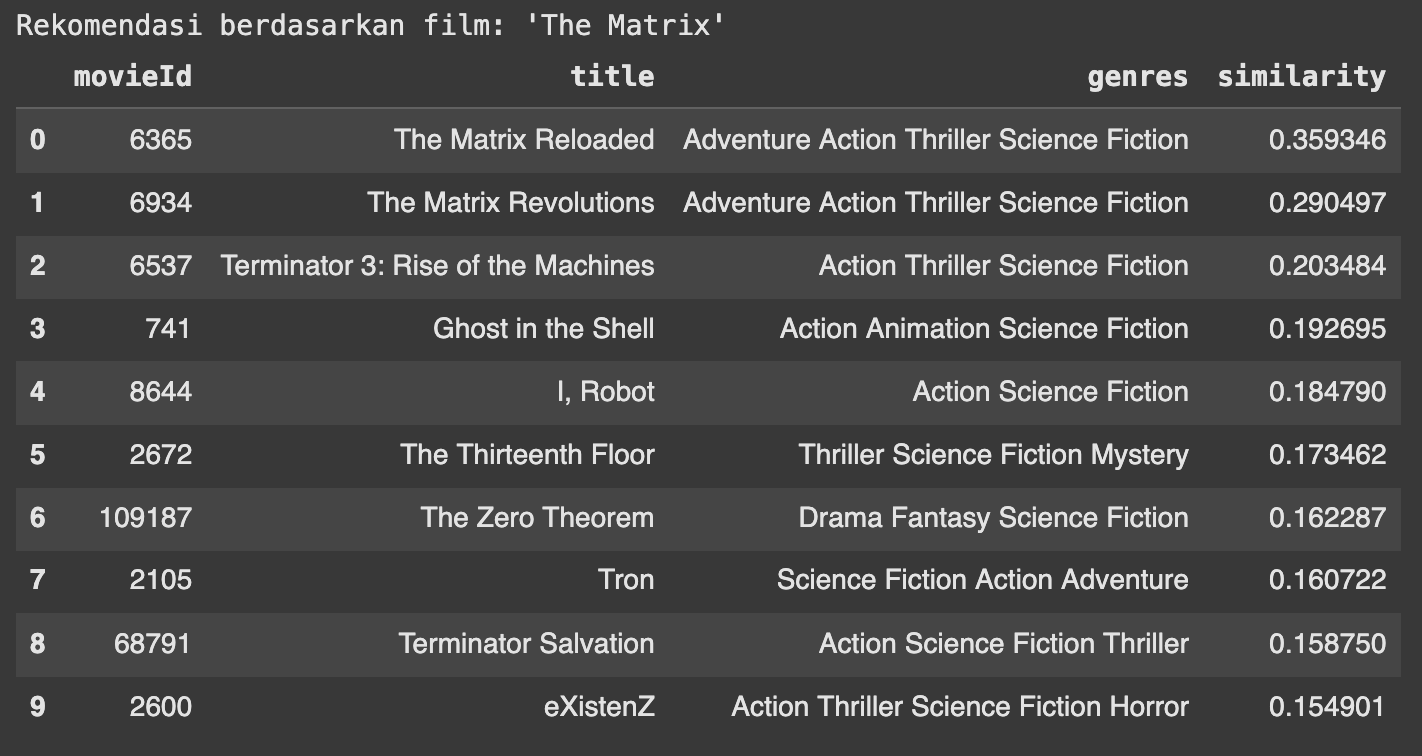 Rekomendasi berdasarkan film: 'The Matrix'
movieId title genres similarity
0 6365 The Matrix Reloaded Adventure Action Thriller Science Fiction 0.359346
1 6934 The Matrix Revolutions Adventure Action Thriller Science Fiction 0.290497
2 6537 Terminator 3: Rise of the Machines Action Thriller Science Fiction 0.203484
3 741 Ghost in the Shell Action Animation Science Fiction 0.192695
4 8644 I, Robot Action Science Fiction 0.184790
5 2672 The Thirteenth Floor Thriller Science Fiction Mystery 0.173462
6 109187 The Zero Theorem Drama Fantasy Science Fiction 0.162287
7 2105 Tron Science Fiction Action Adventure 0.160722
8 68791 Terminator Salvation Action Science Fiction Thriller 0.158750
9 2600 eXistenZ Action Thriller Science Fiction Horror 0.154901